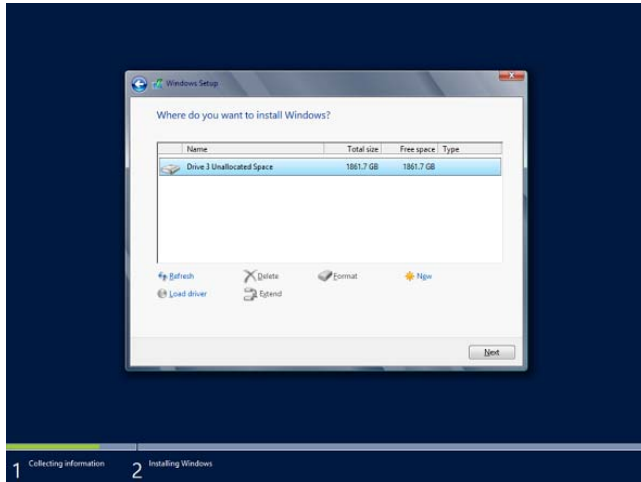 Windows Setup
Where do you want to install Windows?
Name Total size Free space Type
Drive 3 Unallocated Space 1861.7 GB 1861.7 GB
Refresh Delete Format New
Load driver Extend
Next
1 Collecting information 2 Installing Windows